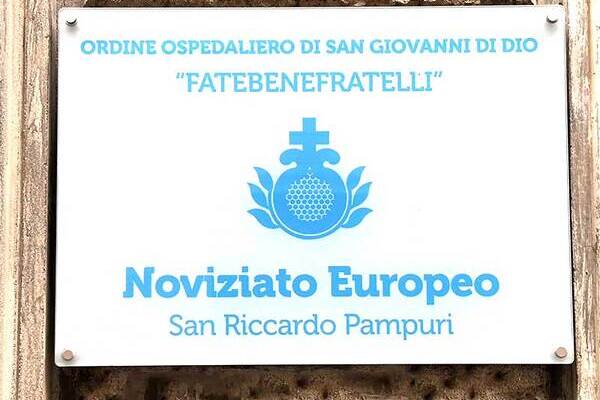 ORDINE OSPEDALIERO DI SAN GIOVANNI DI DIO
"FATEBENEFRATELLI"
Noviziato Europeo
San Riccardo Pampuri